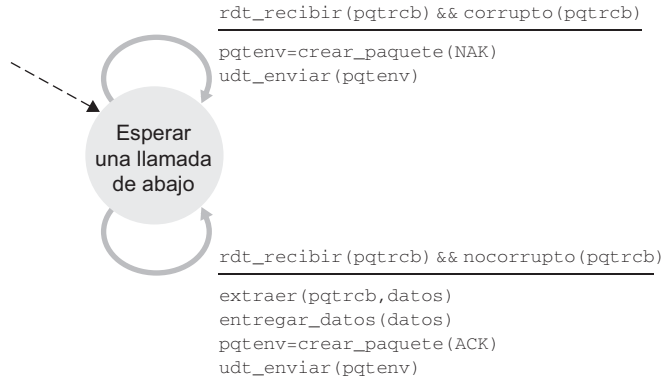 rdt_recibir(pqtrcb) && corrupto(pqtrcb)
pqtenv=crear_paquete(NAK)
udt_enviar(pqtenv)
Esperar
una llamada
de abajo
rdt_recibir(pqtrcb) && nocorrupto(pqtrcb)
extraer(pqtrcb,datos)
entregar_datos(datos)
pqtenv=crear_paquete(ACK)
udt_enviar(pqtenv)